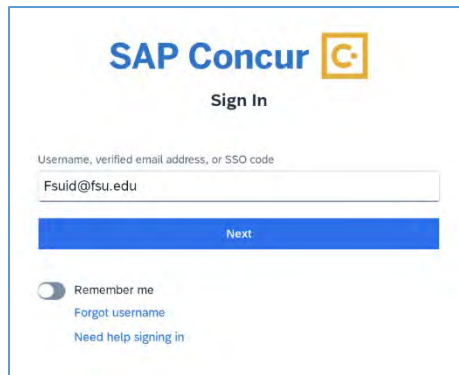 SAP Concur C.
Sign In
Username, verified email address, or SSO code
Fsuid@fsu.edu
Next
Remember me
Forgot username
Need help signing in